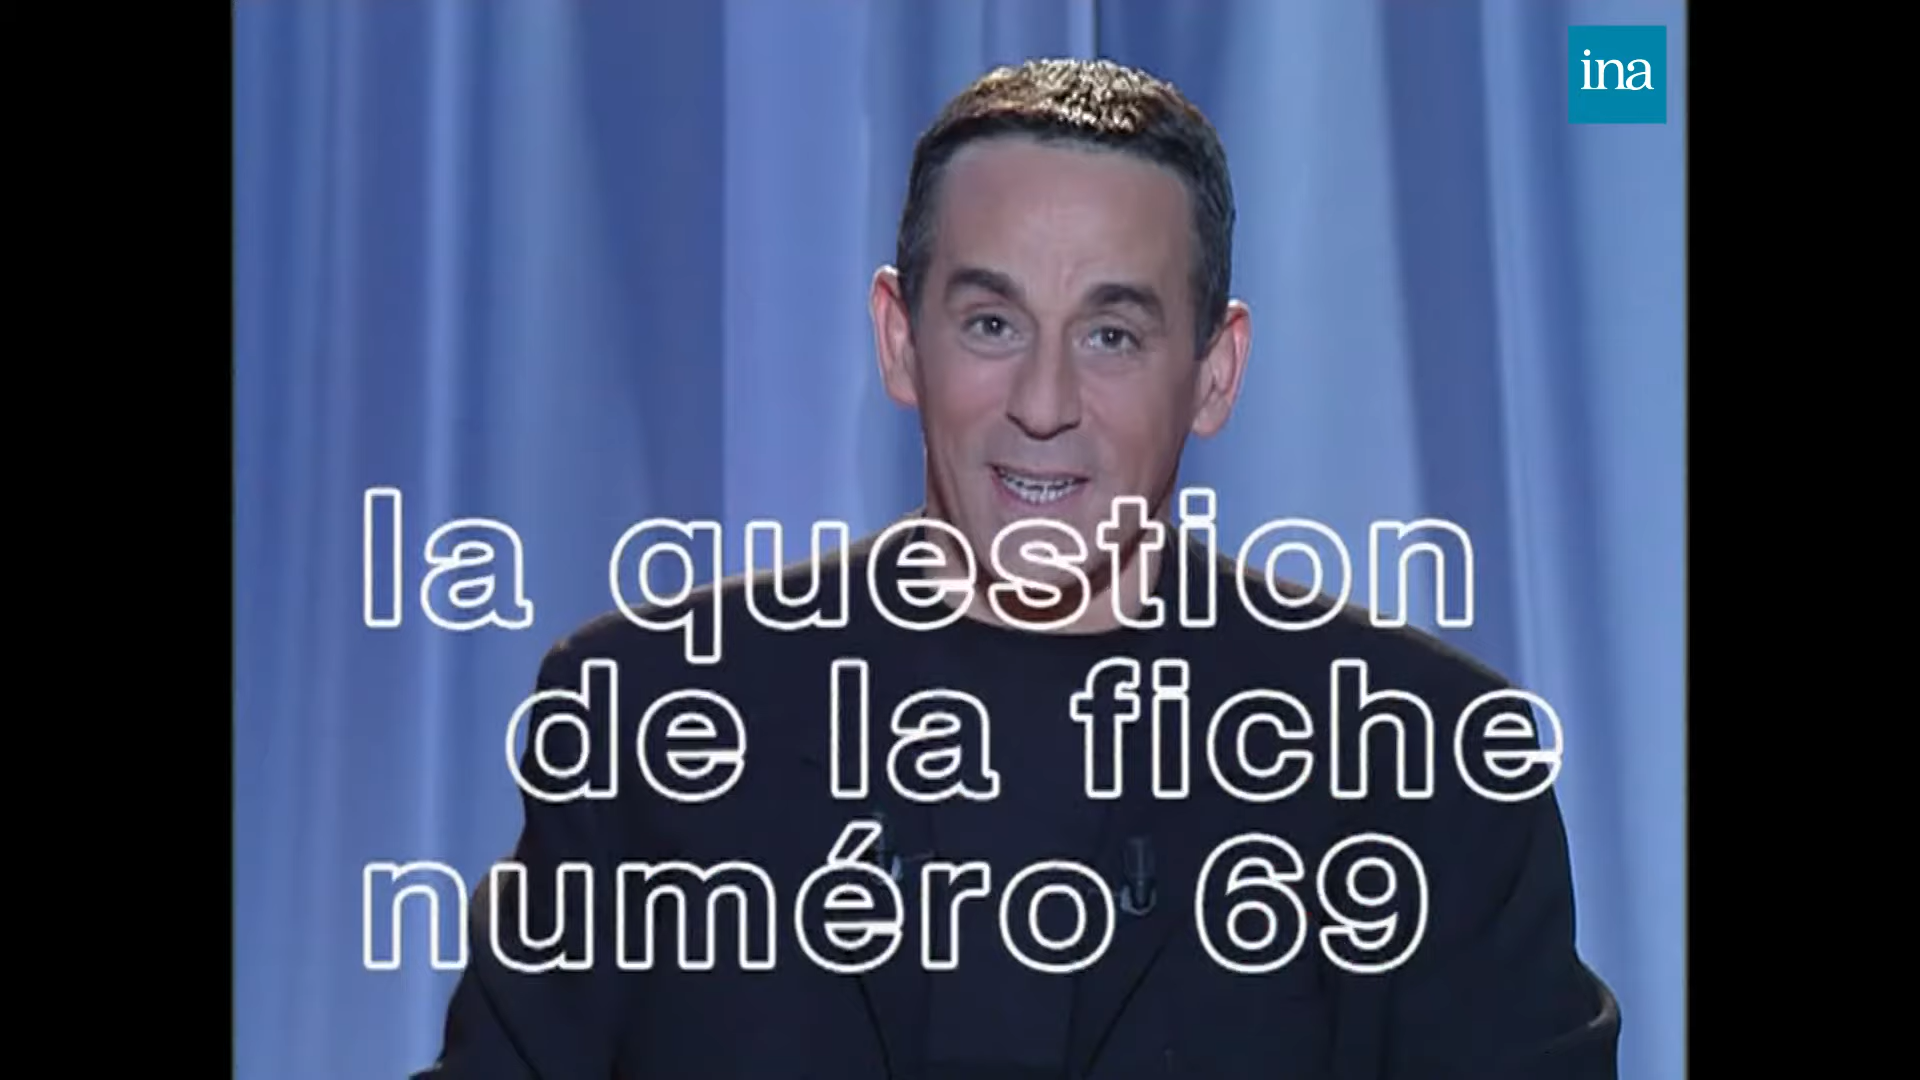 ina
la question
de la fiche
numéro 69